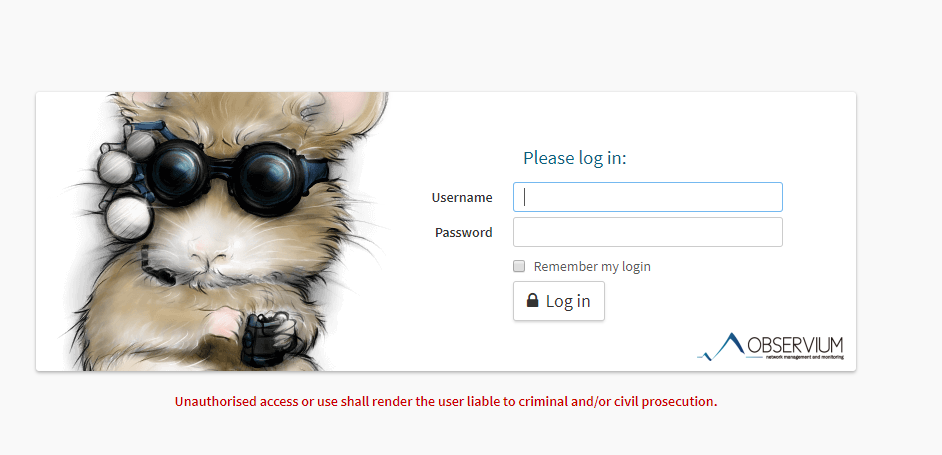 Please log in:
Username
Password
Remember my login
Log in
OBSERVIUM
network management and monitoring
Unauthorised access or use shall render the user liable to criminal and/or civil prosecution.